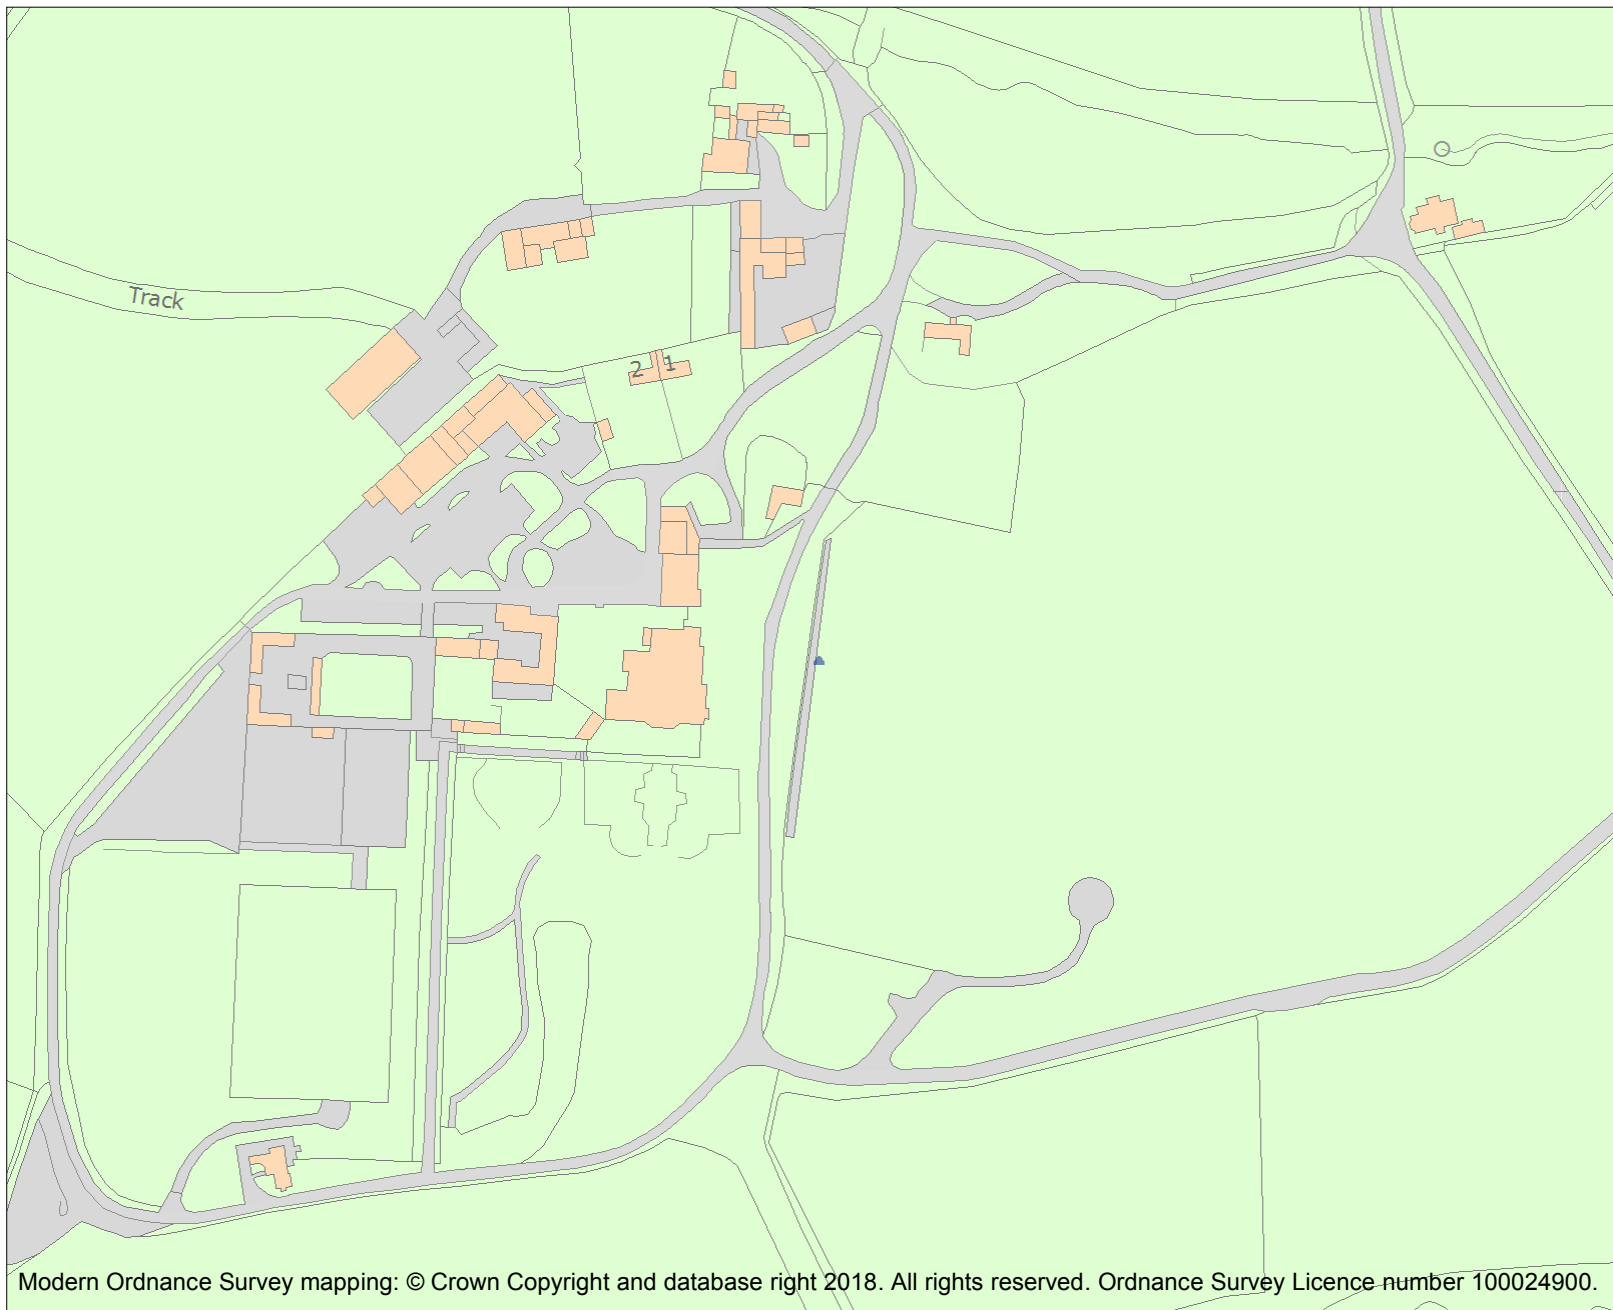 Track
2 1
Modern Ordnance Survey mapping: © Crown Copyright and database right 2018. All rights reserved. Ordnance Survey Licence number 100024900.